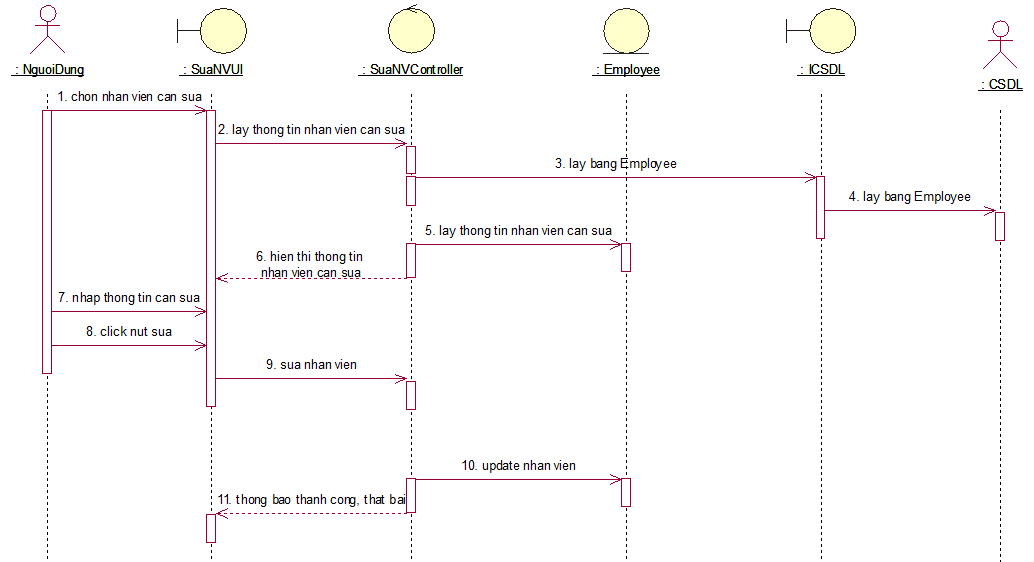 : NguoiDung
: SuaNVUI
: SuaNVController
: Employee
: ICSDL
: CSDL
1. chon nhan vien can sua
2. lay thong tin nhan vien can sua
3. lay bang Employee
4. lay bang Employee
5. lay thong tin nhan vien can sua
6. hien thi thong tin
nhan vien can sua
7. nhap thong tin can sua
8. click nut sua
9. sua nhan vien
10. update nhan vien
11. thong bao thanh cong, that bai